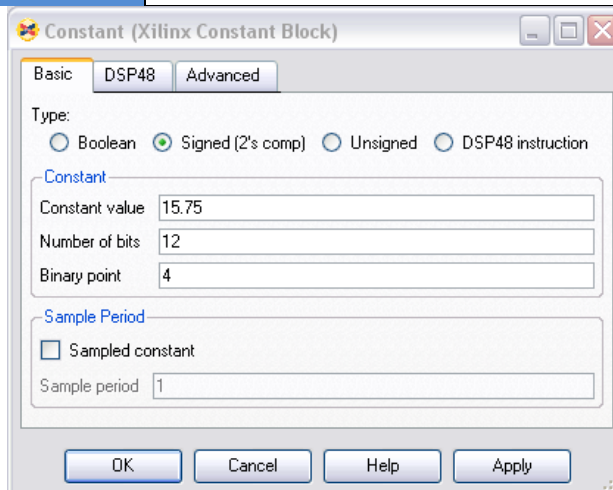 Constant (Xilinx Constant Block)
Basic DSP48 Advanced
Type:
Boolean Signed (2's comp) Unsigned DSP48 instruction
Constant
Constant value 15.75
Number of bits 12
Binary point 4
Sample Period
Sampled constant
Sample period 1
OK Cancel Help Apply